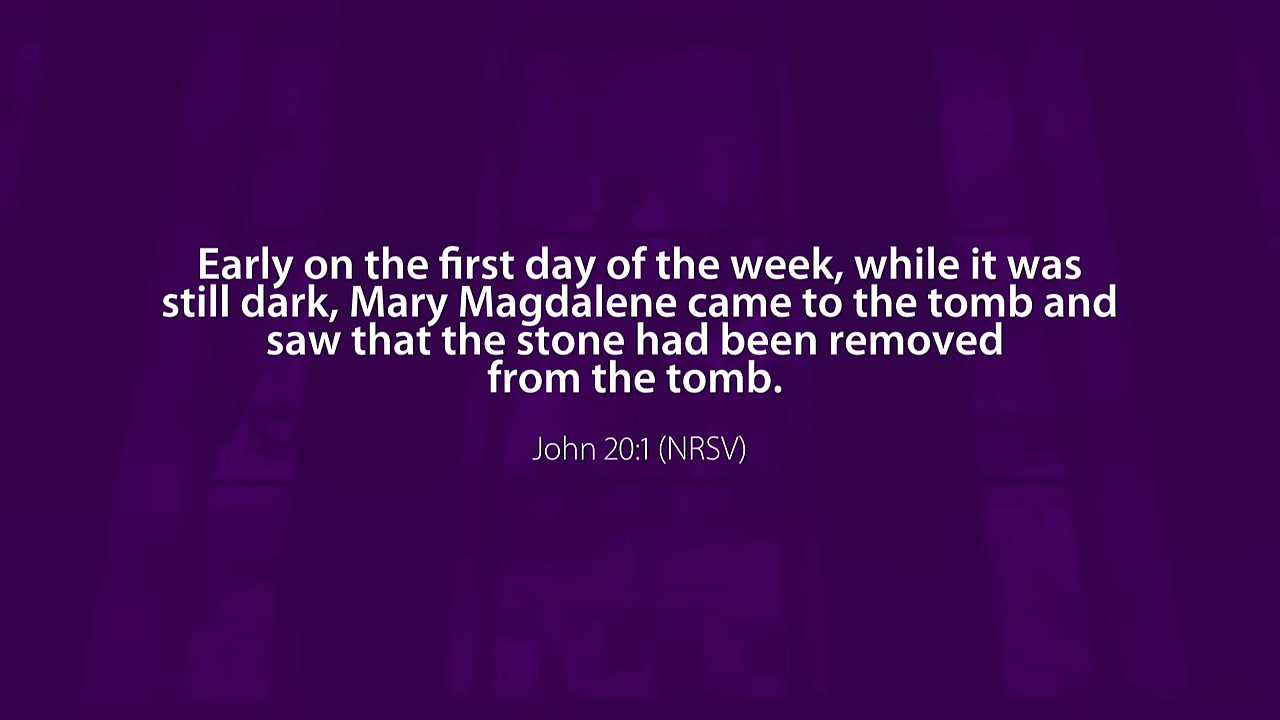 Early on the first day of the week, while it was
still dark, Mary Magdalene came to the tomb and
saw that the stone had been removed
from the tomb.
John 20:1 (NRSV)